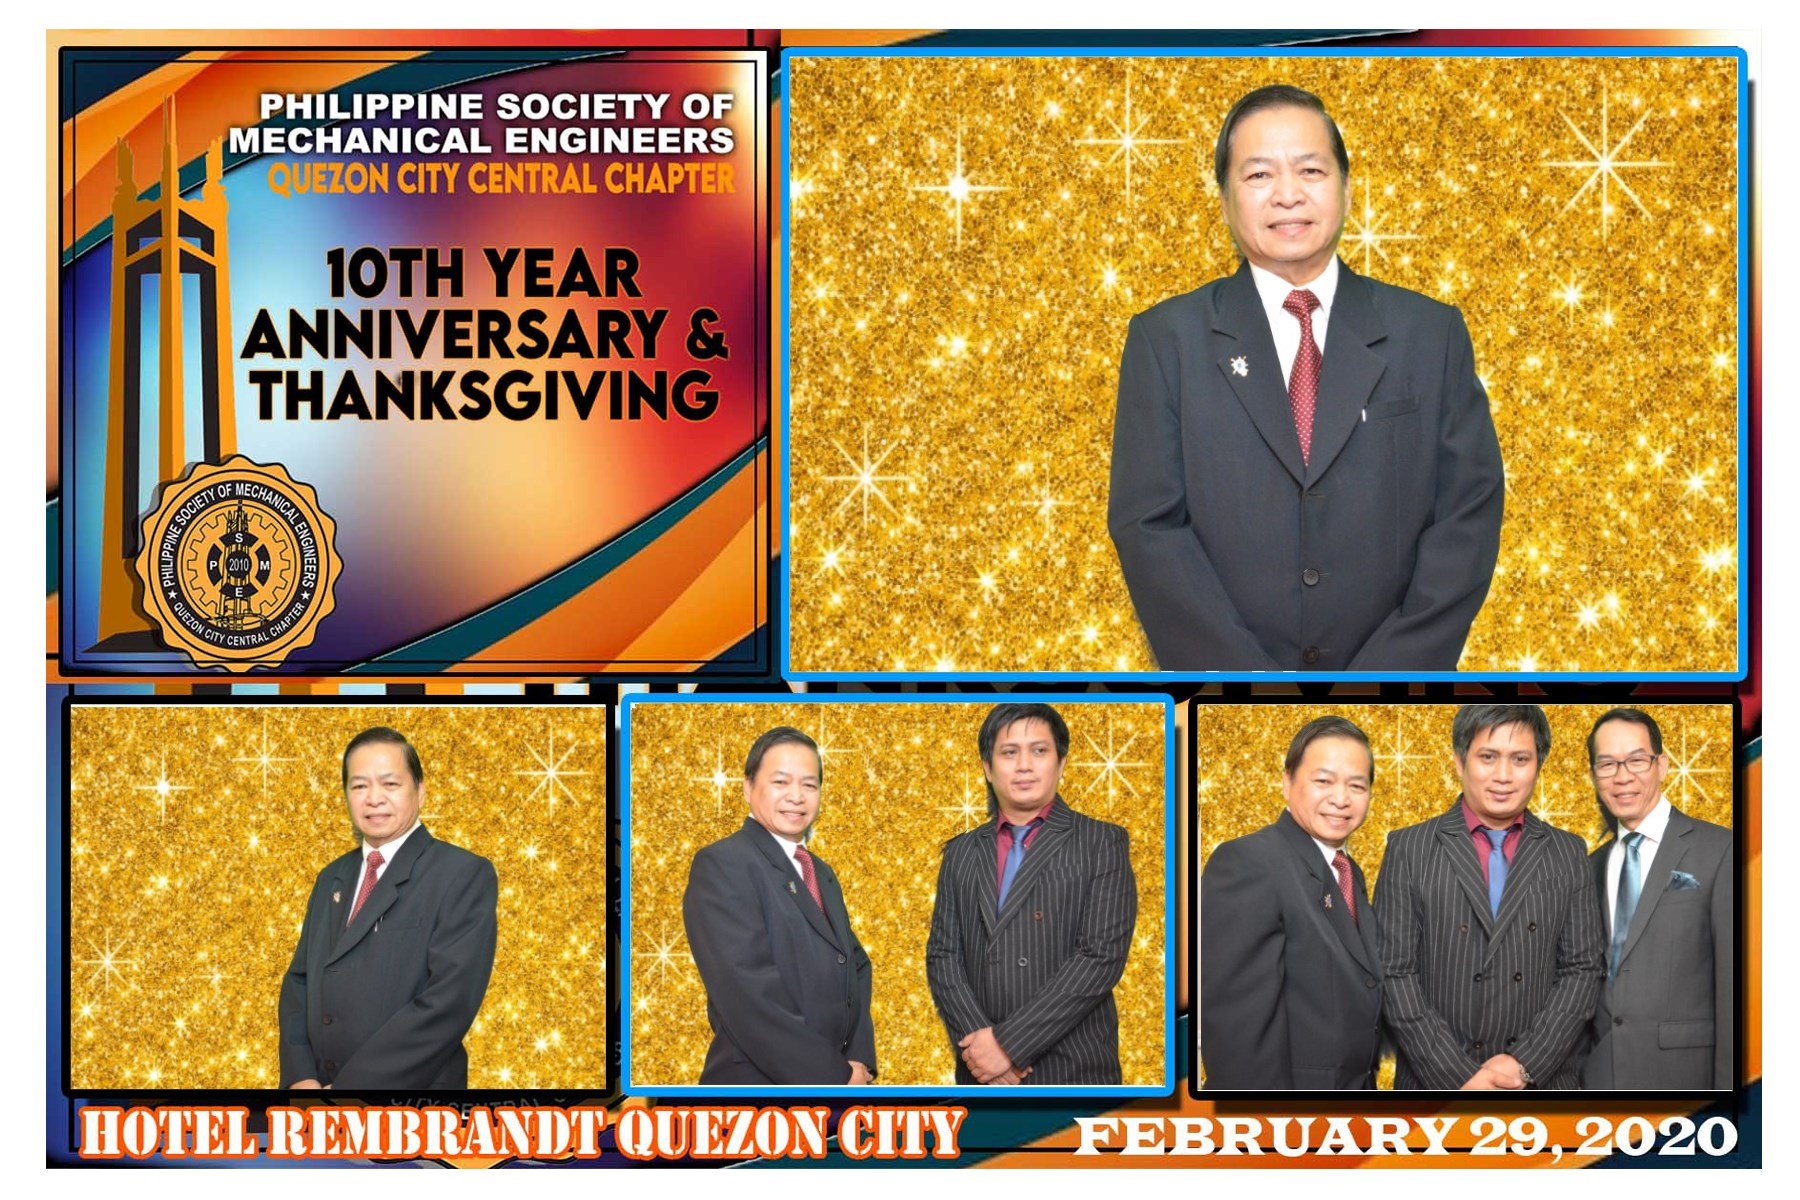 PHILIPPINE SOCIETY OF
MECHANICAL ENGINEERS
QUEZON CITY CENTRAL CHAPTER
10TH YEAR
ANNIVERSARY &
THANKSGIVING
PHILIPPINE SOCIETY OF MECHANICAL ENGINEERS
S
P 2010 M
E
★ QUEZON CITY CENTRAL CHAPTER ★
HOTEL REMBRANDT QUEZON CITY
FEBRUARY 29, 2020